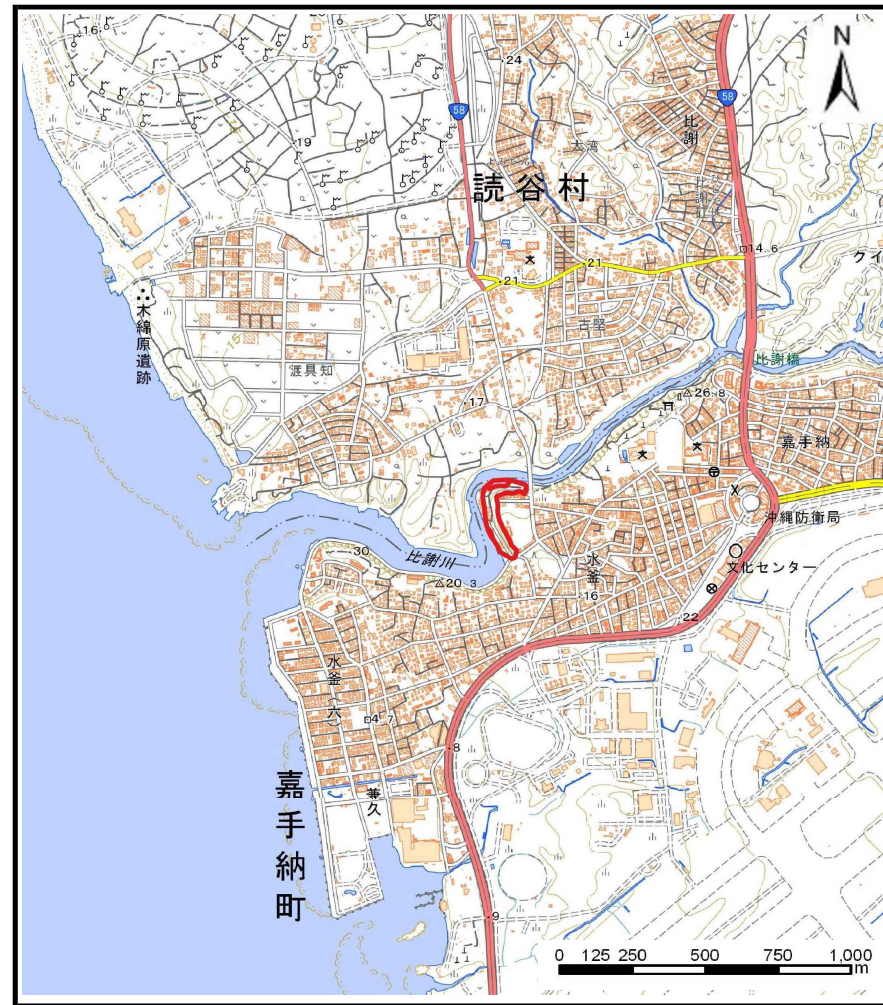 16
24
N
58
58
比謝
大湾
19
読谷村
14.6
21
21
クイ
木綿原遺跡
古堅
渡具知
比謝橋
17
26.8
嘉手納
沖縄防衛局
30
比謝川
水釜
文化センター
20.3
16
22
水釜(六)
4.7
8
兼久
嘉手納町
9
0 125 250 500 750 1,000
m